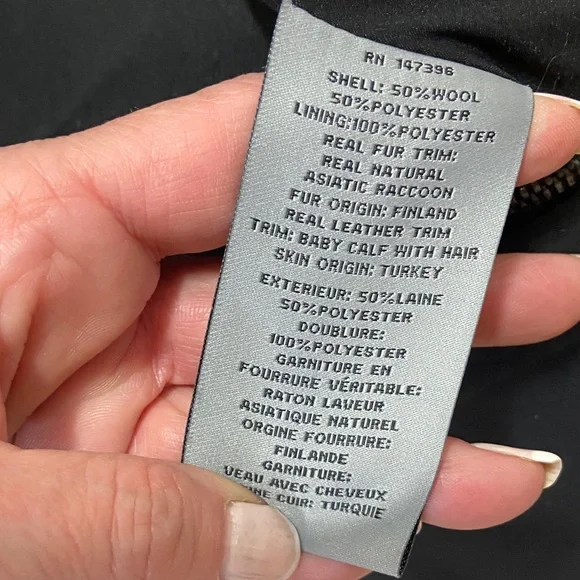 RN 147396
SHELL: 50%WOOL
50%POLYESTER
LINING:100%POLYESTER
REAL FUR TRIM:
REAL NATURAL
ASIATIC RACCOON
FUR ORIGIN: FINLAND
REAL LEATHER TRIM
TRIM: BABY CALF WITH HAIR
SKIN ORIGIN: TURKEY
EXTERIEUR: 50%LAINE
50%POLYESTER
DOUBLURE:
100%POLYESTER
GARNITURE EN
FOURRURE VÉRITABLE:
RATON LAVEUR
ASIATIQUE NATUREL
ORGINE FOURRURE:
FINLANDE
GARNITURE:
VEAU AVEC CHEVEUX
CUIR: TURQUIE